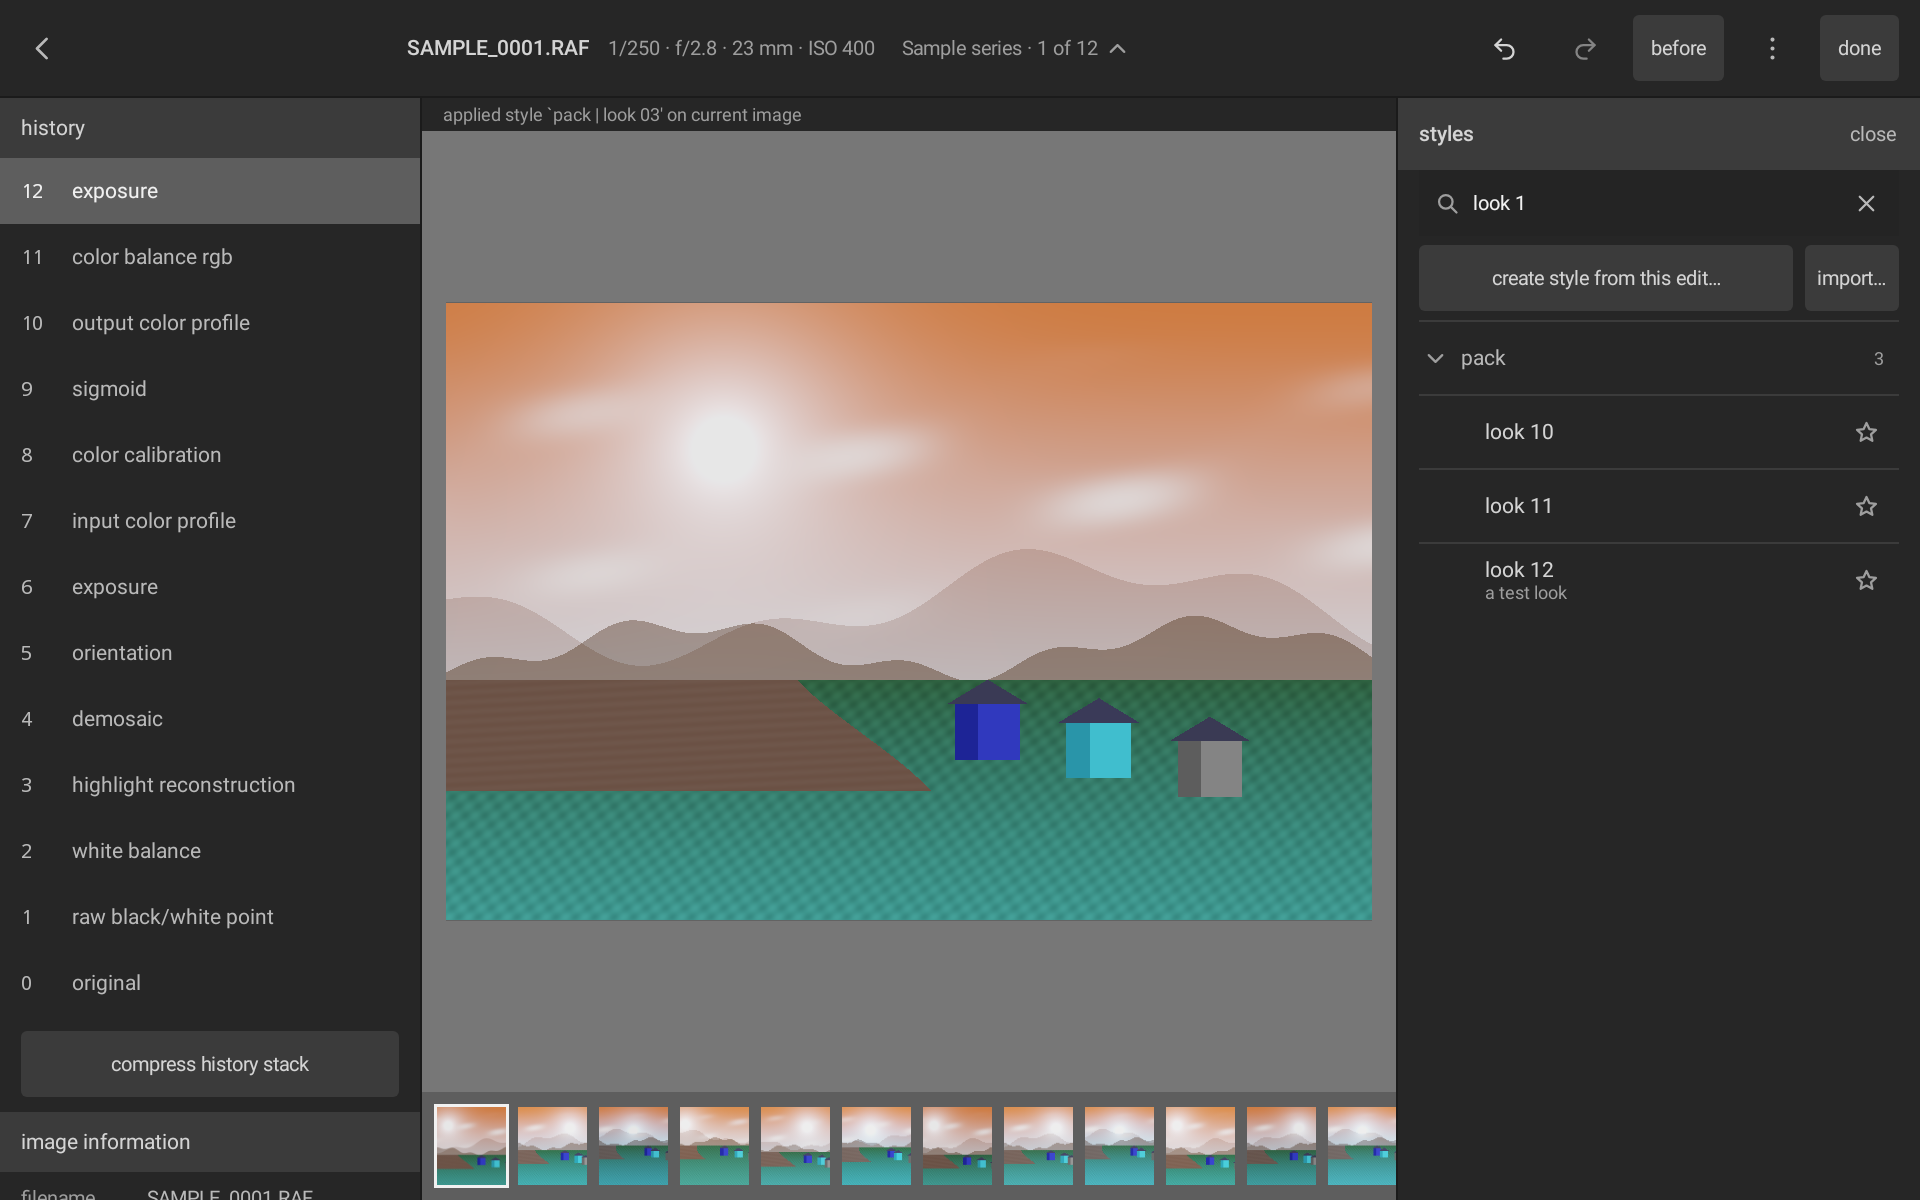 SAMPLE_0001.RAF 1/250 · f/2.8 · 23 mm · ISO 400 Sample series · 1 of 12
before
done
history
12 exposure
11 color balance rgb
10 output color profile
9 sigmoid
8 color calibration
7 input color profile
6 exposure
5 orientation
4 demosaic
3 highlight reconstruction
2 white balance
1 raw black/white point
0 original
compress history stack
image information
filename SAMPLE_0001.RAF
applied style `pack | look 03' on current image
styles
close
look 1
create style from this edit...
import...
pack 3
look 10
look 11
look 12
a test look